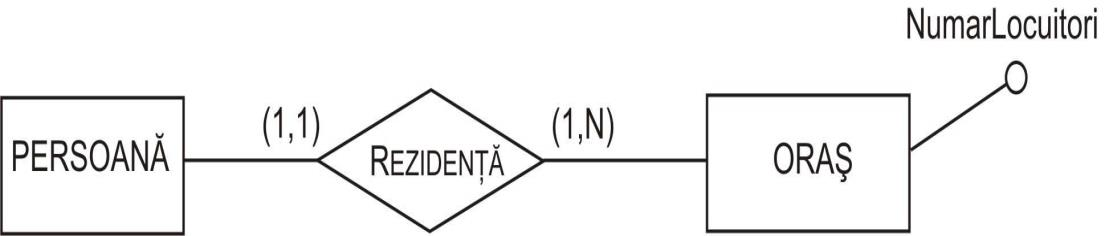 NumarLocuitori
(1,1)
(1,N)
PERSOANĂ
REZIDENȚĂ
ORAŞ